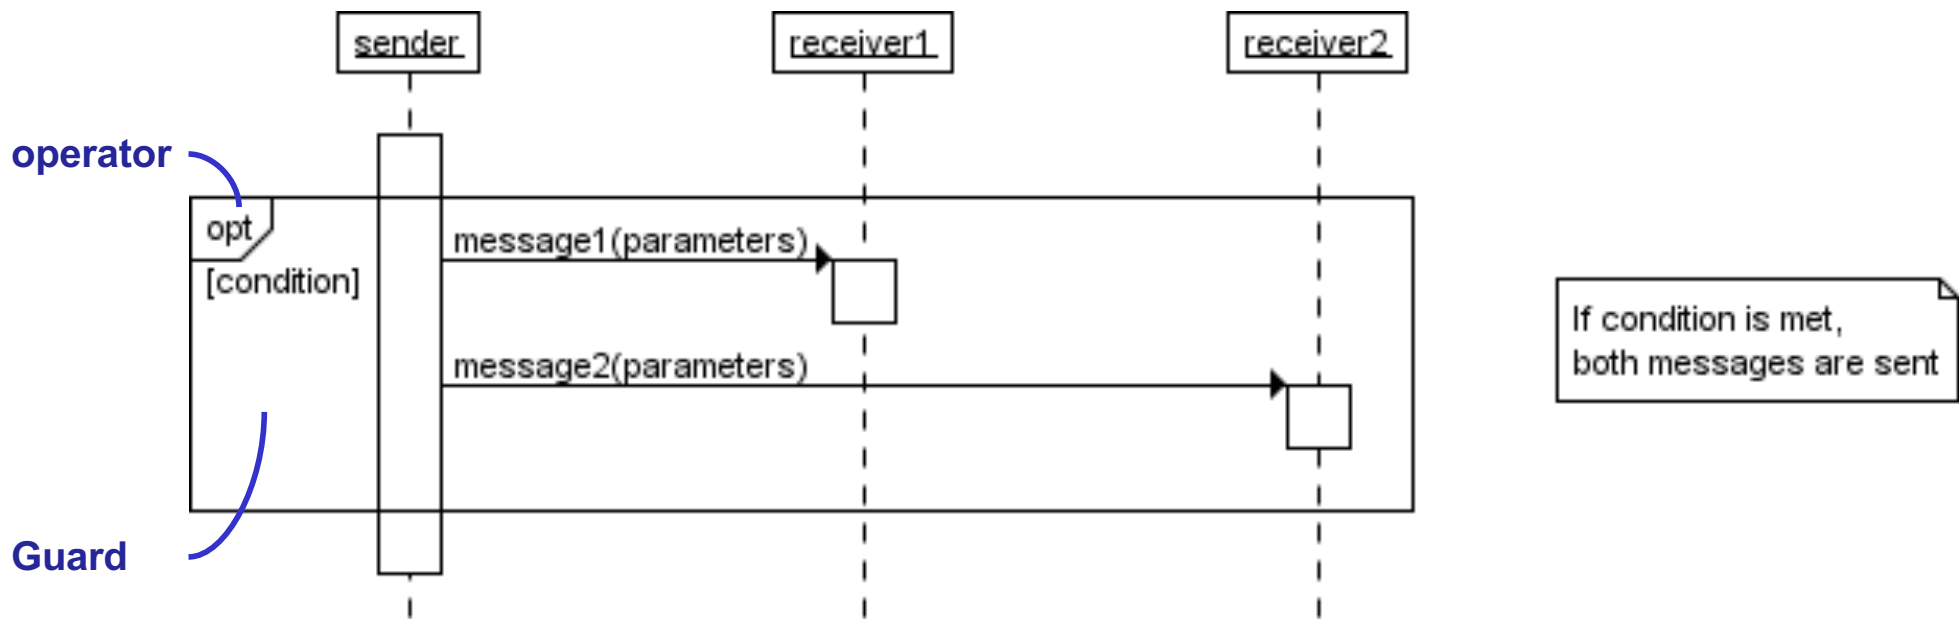 sender
receiver1
receiver2
operator
opt
message1(parameters)
[condition]
If condition is met,
both messages are sent
message2(parameters)
Guard